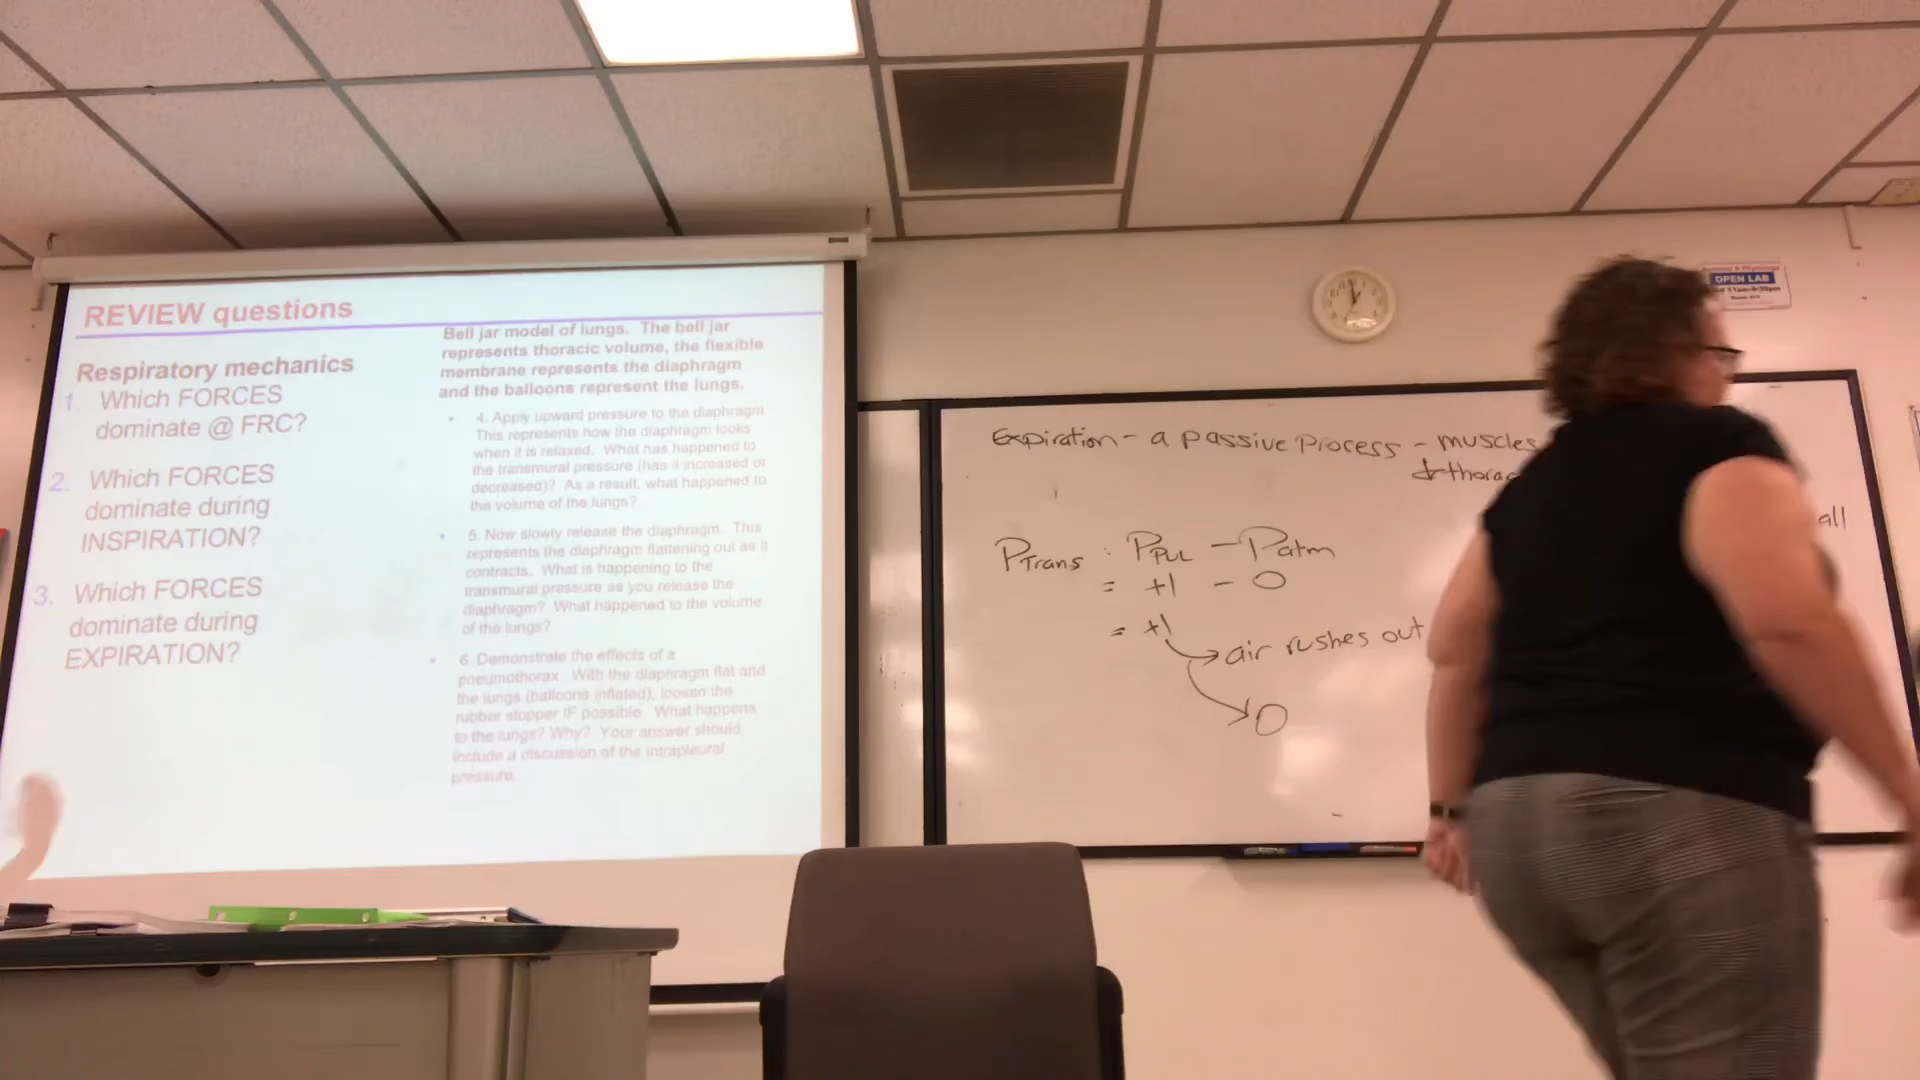 REVIEW questions
Respiratory mechanics
1. Which FORCES
dominate @ FRC?
2. Which FORCES
dominate during
INSPIRATION?
3. Which FORCES
dominate during
EXPIRATION?
Bell jar model of lungs. The bell jar
represents thoracic volume, the flexible
membrane represents the diaphragm
and the balloons represent the lungs.
• 4. Apply upward pressure to the diaphragm.
This represents how the diaphragm looks
when it is relaxed. What has happened to
the transmural pressure (has it increased or
decreased)? As a result, what happened to
the volume of the lungs?
• 5. Now slowly release the diaphragm. This
represents the diaphragm flattening out as it
contracts. What is happening to the
transmural pressure as you release the
diaphragm? What happened to the volume
of the lungs?
• 6. Demonstrate the effects of a
pneumothorax. With the diaphragm flat and
the lungs (balloons inflated), loosen the
rubber stopper IF possible. What happens
to the lungs? Why? Your answer should
include a discussion of the intrapleural
pressure.
OPEN LAB
Expiration - a passive process - muscles
↓ thorac
all
PTrans : PPUL - Patm
= +1 - 0
= +1
→ air rushes out
→ 0